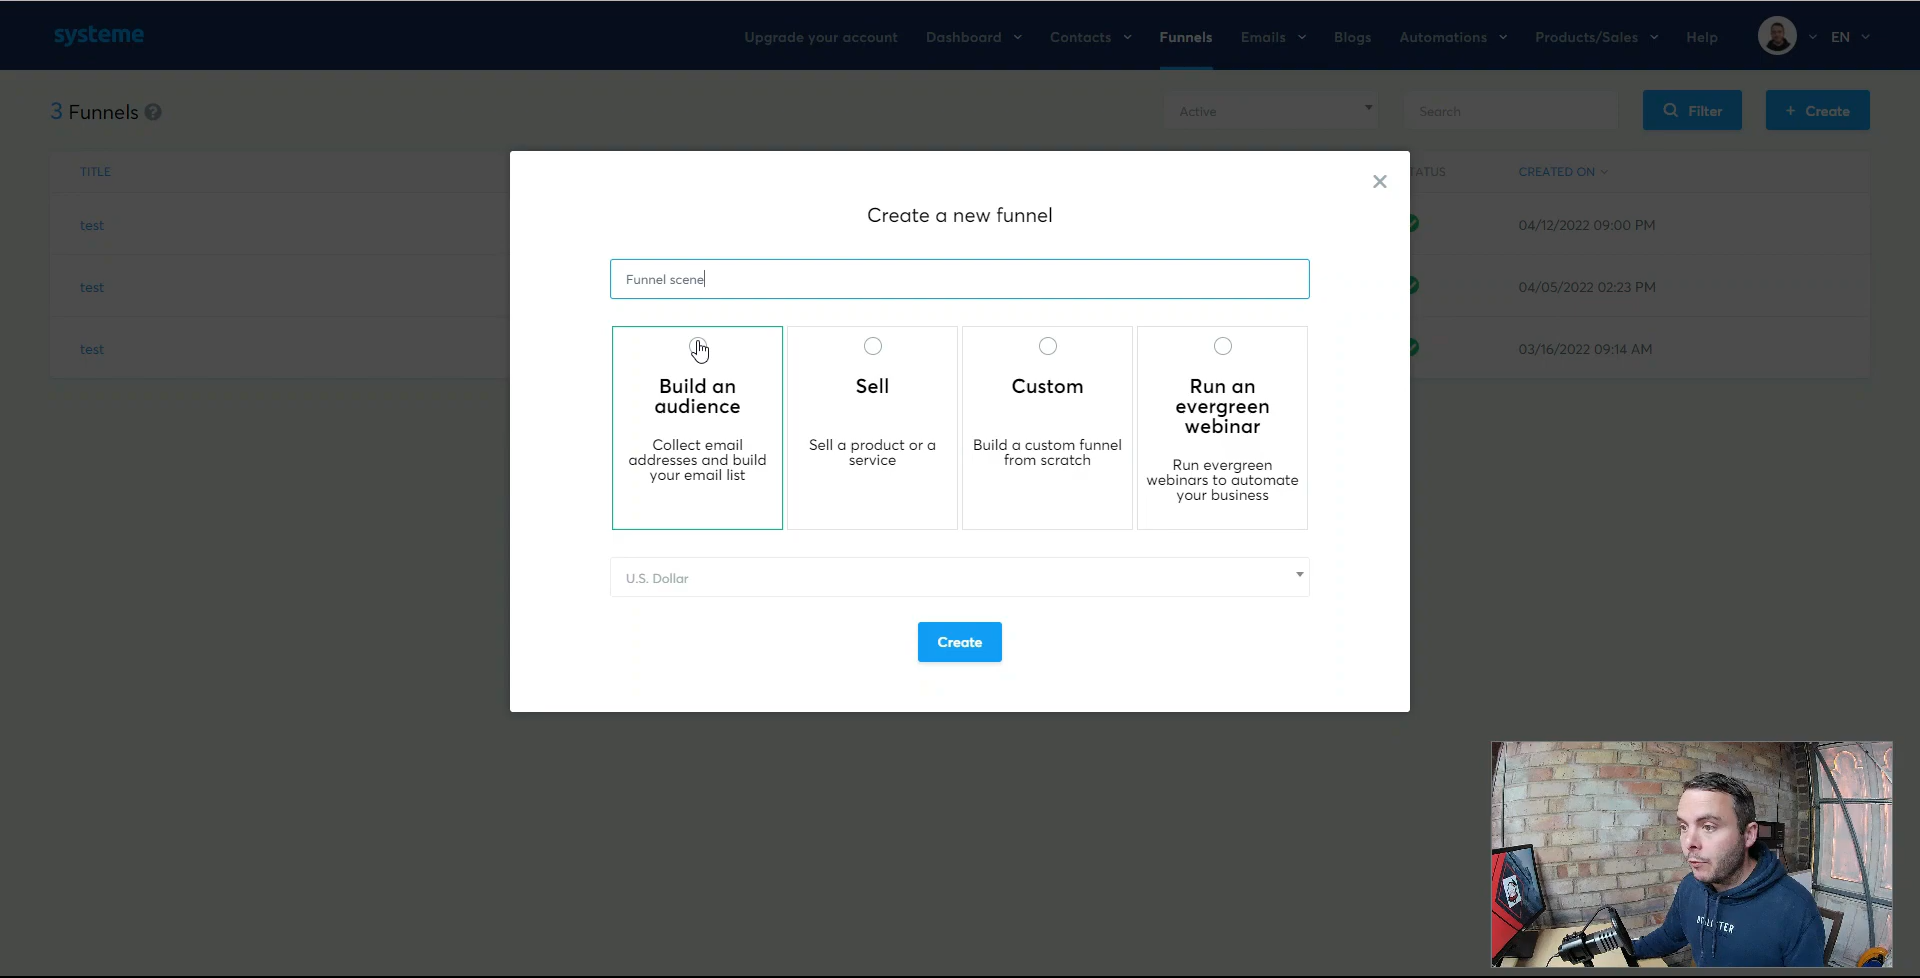 systeme
Upgrade your account
Dashboard
Contacts
Funnels
Emails
Blogs
Automations
Products/Sales
Help
EN
3 Funnels ?
Active
Search
Filter
+ Create
TITLE
TATUS
CREATED ON
test
04/12/2022 09:00 PM
test
04/05/2022 02:23 PM
test
03/16/2022 09:14 AM
Create a new funnel
Funnel scene
Build an
audience
Collect email
addresses and build
your email list
Sell
Sell a product or a
service
Custom
Build a custom funnel
from scratch
Run an
evergreen
webinar
Run evergreen
webinars to automate
your business
U.S. Dollar
Create